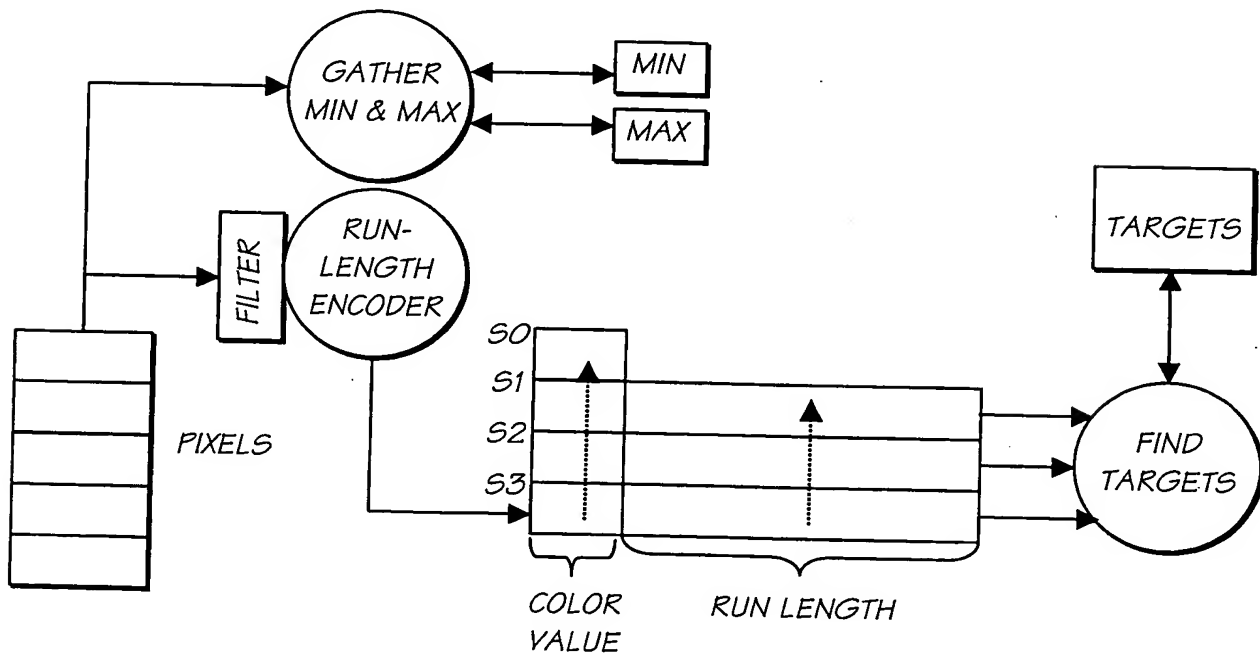 GATHER
MIN & MAX
MIN
MAX
FILTER
RUN-
LENGTH
ENCODER
TARGETS
PIXELS
S0
S1
S2
S3
FIND
TARGETS
COLOR
VALUE
RUN LENGTH